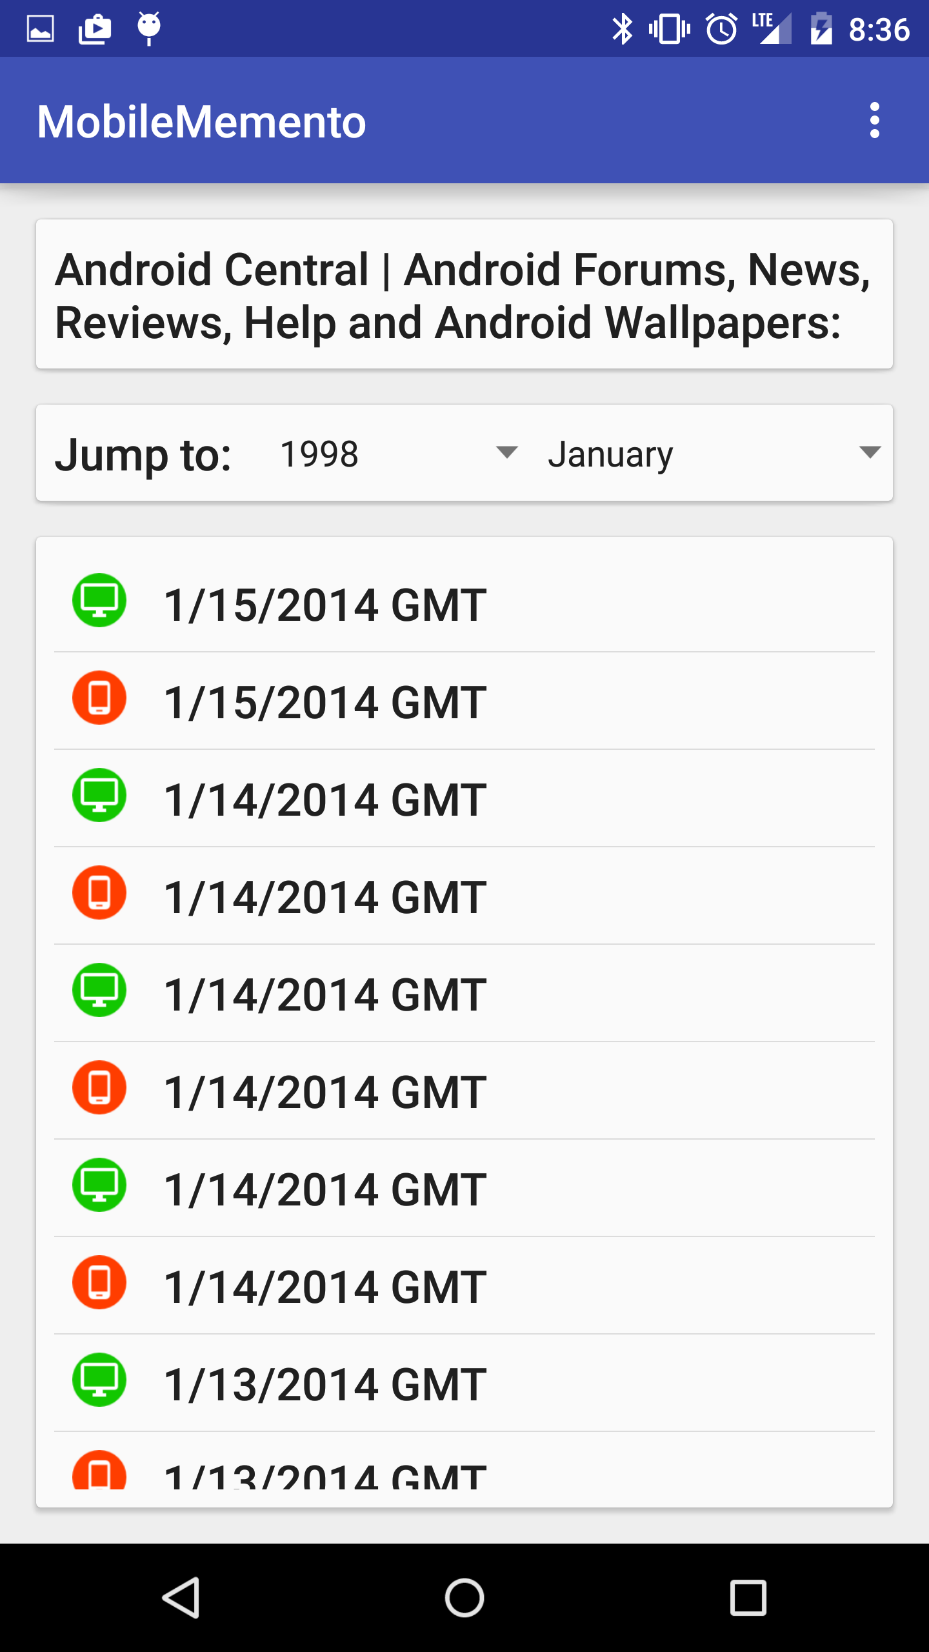 LTE 8:36
MobileMemento
Android Central | Android Forums, News,
Reviews, Help and Android Wallpapers:
Jump to: 1998 January
1/15/2014 GMT
1/15/2014 GMT
1/14/2014 GMT
1/14/2014 GMT
1/14/2014 GMT
1/14/2014 GMT
1/14/2014 GMT
1/14/2014 GMT
1/13/2014 GMT
1/13/2014 GMT